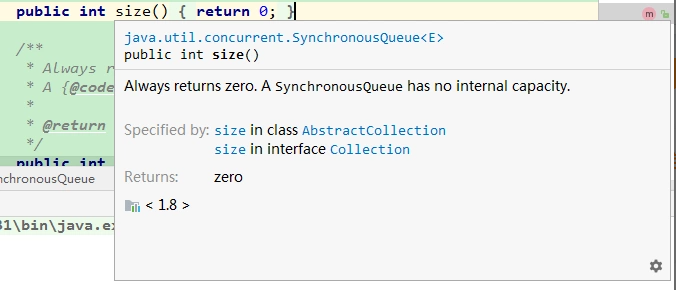 public int size() { return 0; }
/**
* Always r
* A {@code
*
* @return
*/
public int
nchronousQueue
31\bin\java.ex
java.util.concurrent.SynchronousQueue<E>
public int size()
Always returns zero. A SynchronousQueue has no internal capacity.
Specified by: size in class AbstractCollection
size in interface Collection
Returns: zero
< 1.8 >
m